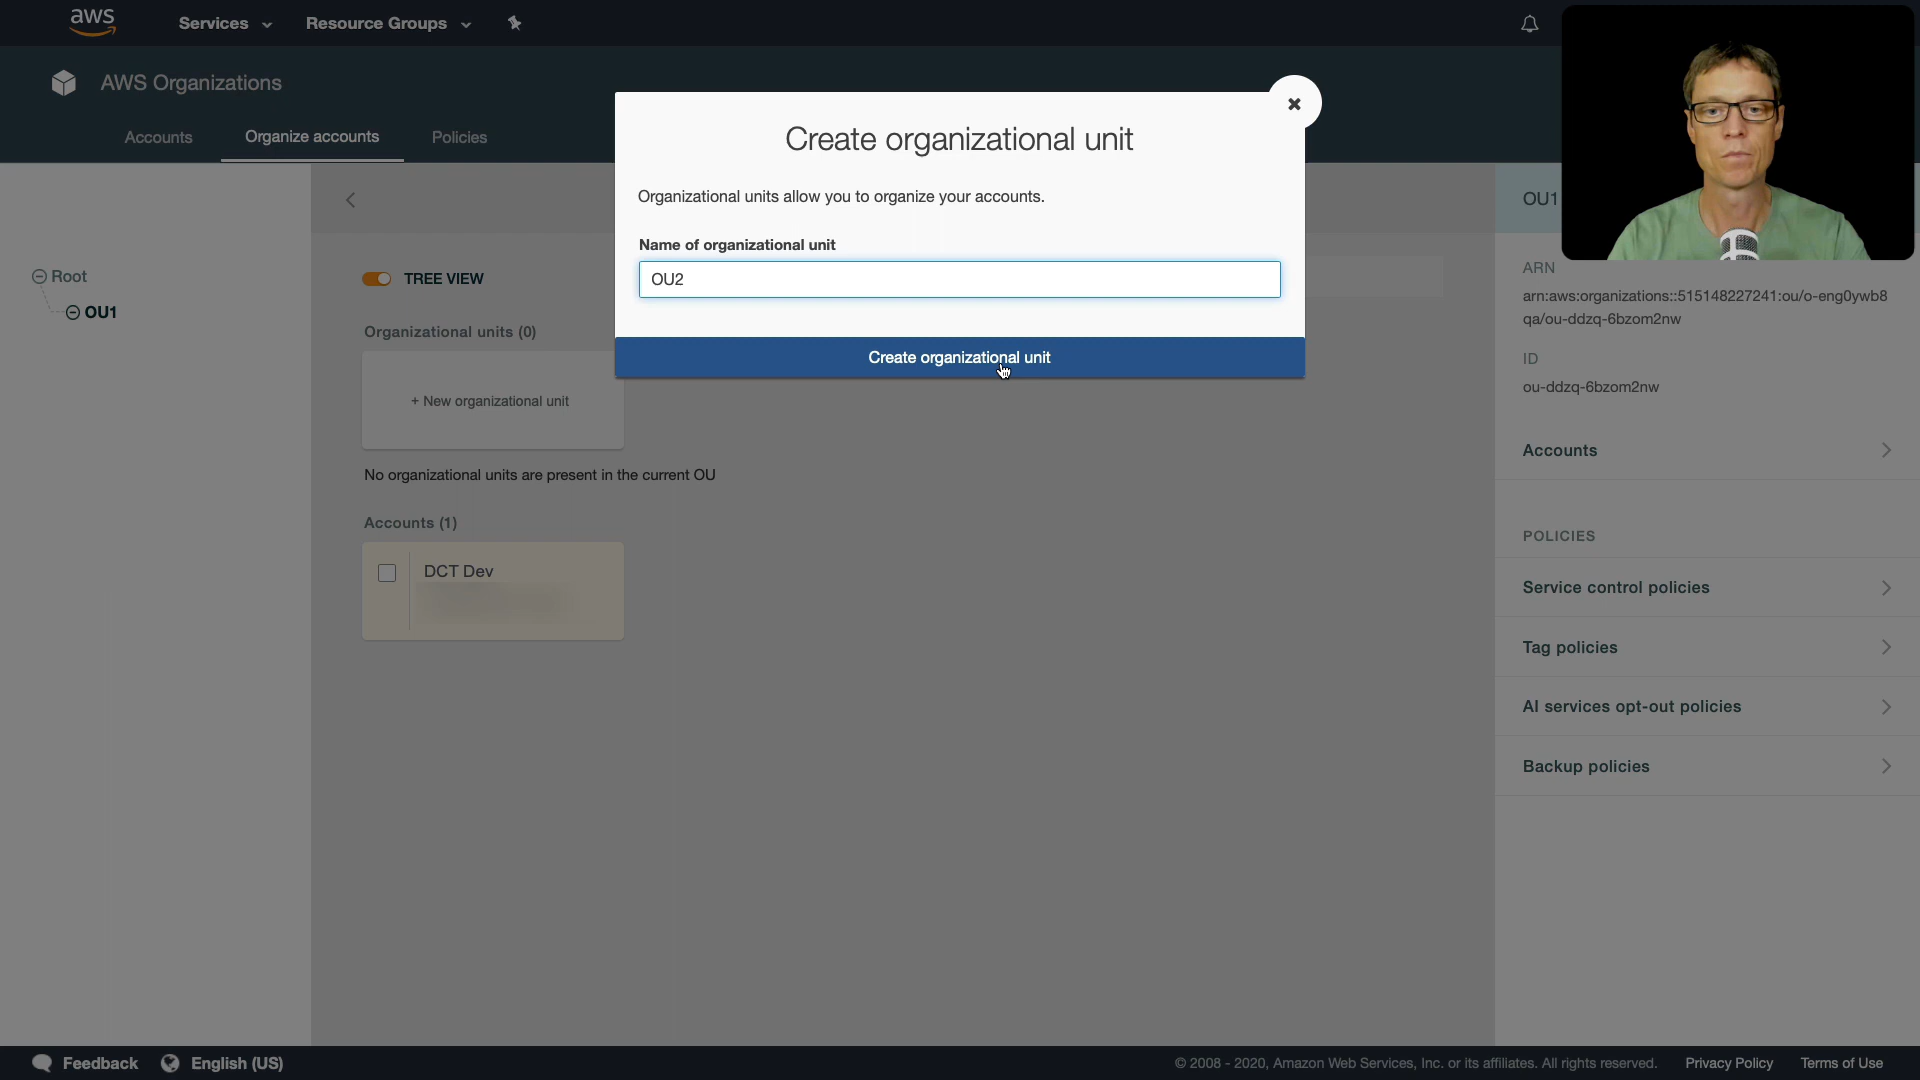 aws
Services
Resource Groups
AWS Organizations
Accounts
Organize accounts
Policies
Create organizational unit
Organizational units allow you to organize your accounts.
Name of organizational unit
OU2
Create organizational unit
Root
OU1
TREE VIEW
Organizational units (0)
+ New organizational unit
No organizational units are present in the current OU
Accounts (1)
DCT Dev
OU1
ARN
arn:aws:organizations::515148227241:ou/o-eng0ywb8
qa/ou-ddzq-6bzom2nw
ID
ou-ddzq-6bzom2nw
Accounts
POLICIES
Service control policies
Tag policies
AI services opt-out policies
Backup policies
Feedback
English (US)
© 2008 - 2020, Amazon Web Services, Inc. or its affiliates. All rights reserved.
Privacy Policy
Terms of Use